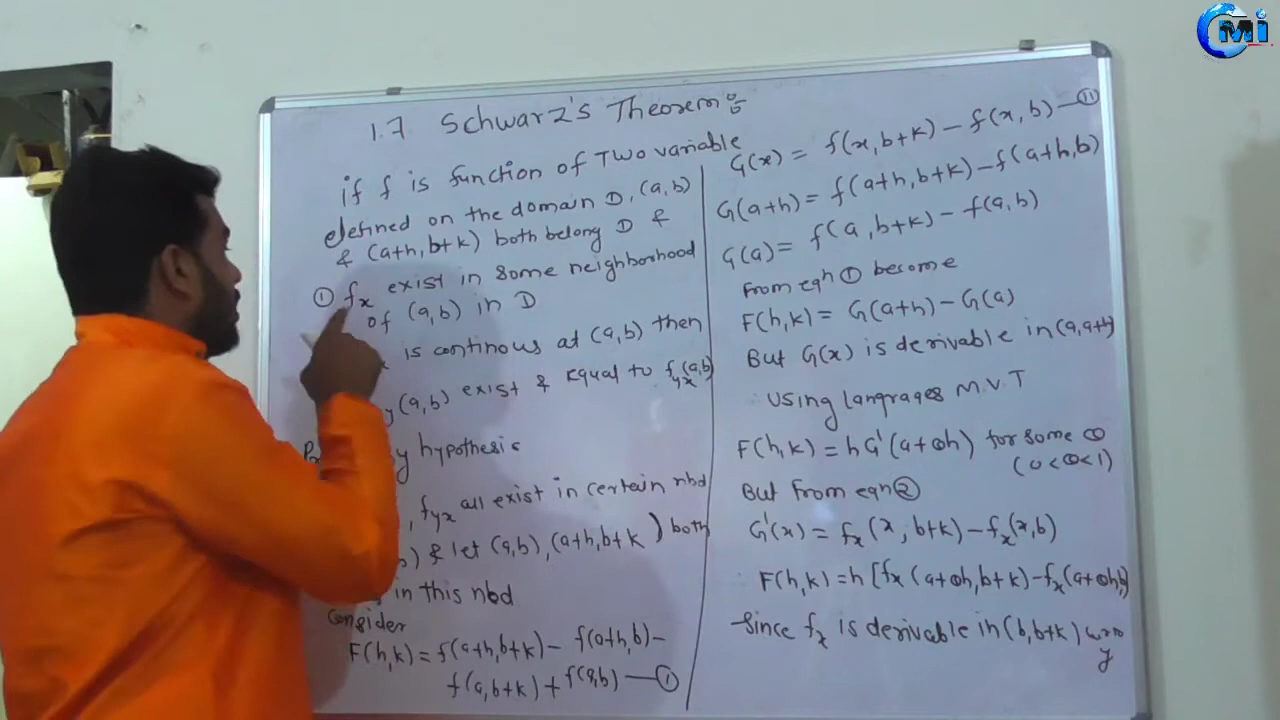 CMi
1.7 Schwarz's Theorem :-
if f is function of Two variable
defined on the domain D, (a,b)
& (a+h, b+k) both belong D &
① fx exist in some neighborhood
of (a,b) in D
is continous at (a,b) then
y(a,b) exist & equal to fyx(a,b)
y hypothesis
, fyx all exist in certain nbd
b) & let (a,b), (a+h, b+k) both
in this nbd
Consider
F(h,k) = f(a+h, b+k) - f(a+h, b) -
f(a, b+k) + f(a,b) — ①
G(x) = f(x, b+k) - f(x, b) — ⑪
G(a+h) = f(a+h, b+k) - f(a+h, b)
G(a) = f(a, b+k) - f(a, b)
From eqn ① become
F(h,k) = G(a+h) - G(a)
But G(x) is derivable in (a, a+h)
∴ Using langrages M.V.T
F(h,k) = h G'(a+θh) for some θ
(0<θ<1)
But from eqn ②
G'(x) = fx(x, b+k) - fx(x, b)
∴ F(h,k) = h [fx(a+θh, b+k) - fx(a+θh, b)
Since fx is derivable in (b, b+k) w.r.to
y